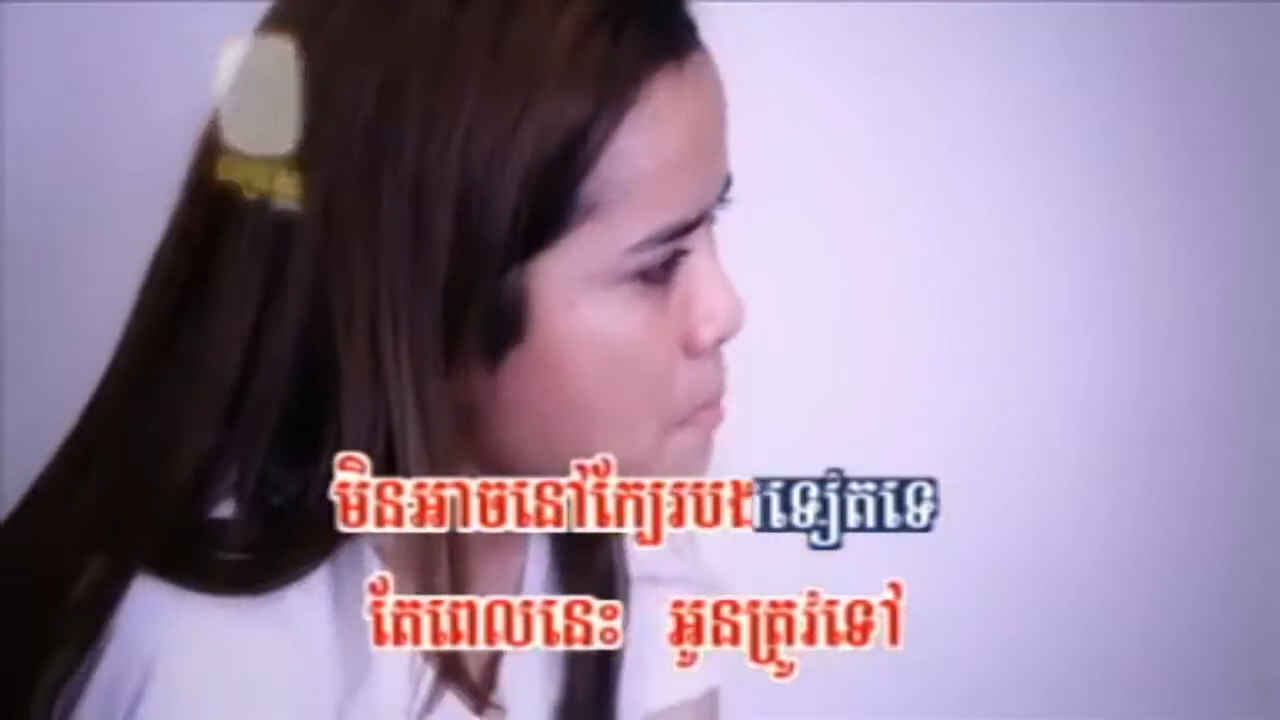 មិនអាចនៅក្បែរបងទៀតទេ
តែពេលនេះ អូនត្រូវទៅ